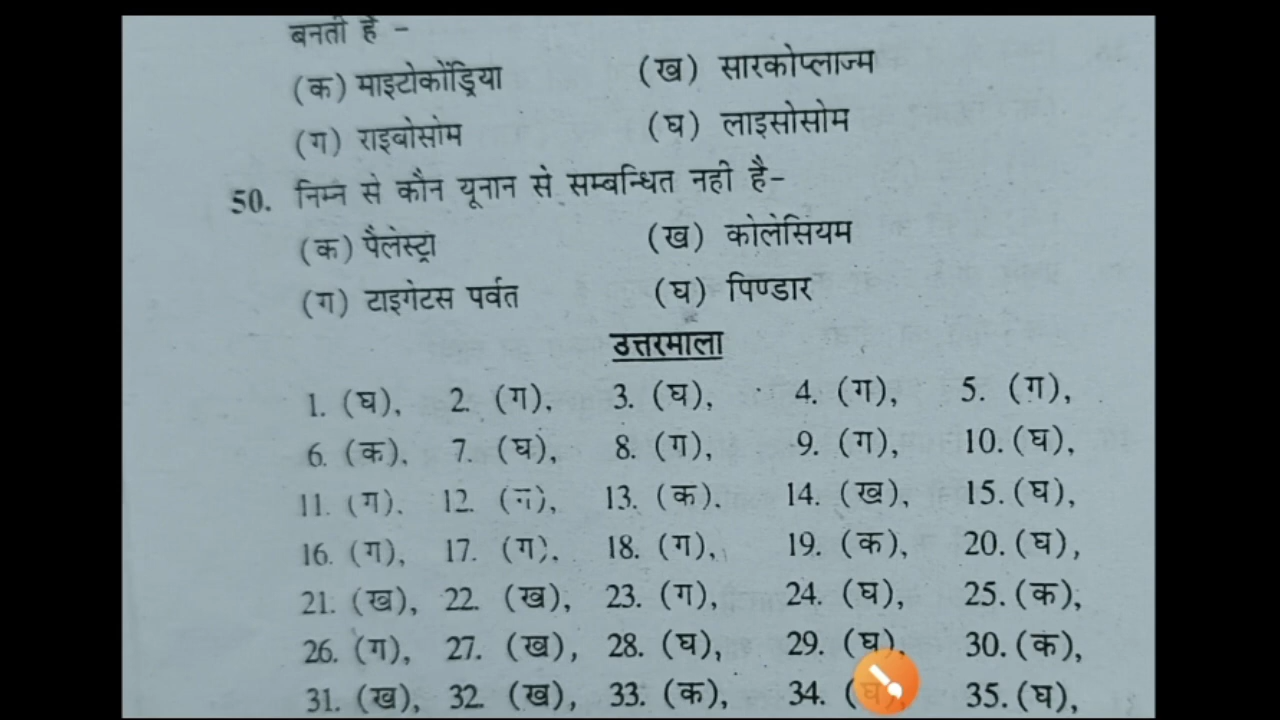 बनती है -
(क) माइटोकोंड्रिया (ख) सारकोप्लाज्म
(ग) राइबोसोम (घ) लाइसोसोम
50. निम्न से कौन यूनान से सम्बन्धित नही है-
(क) पैलेस्ट्रा (ख) कोलेसियम
(ग) टाइगेटस पर्वत (घ) पिण्डार
उत्तरमाला
1. (घ), 2. (ग), 3. (घ), 4. (ग), 5. (ग),
6. (क), 7. (घ), 8. (ग), 9. (ग), 10. (घ),
11. (ग), 12. 13. (क), 14. (ख), 15. (घ),
16. (ग), 17. (ग), 18. (ग), 19. (क), 20. (घ),
21. (ख), 22. (ख), 23. (ग), 24. (घ), 25. (क),
26. (ग), 27. (ख), 28. (घ), 29. (घ), 30. (क),
31. (ख), 32. (ख), 33. (क), 34. 35. (घ),